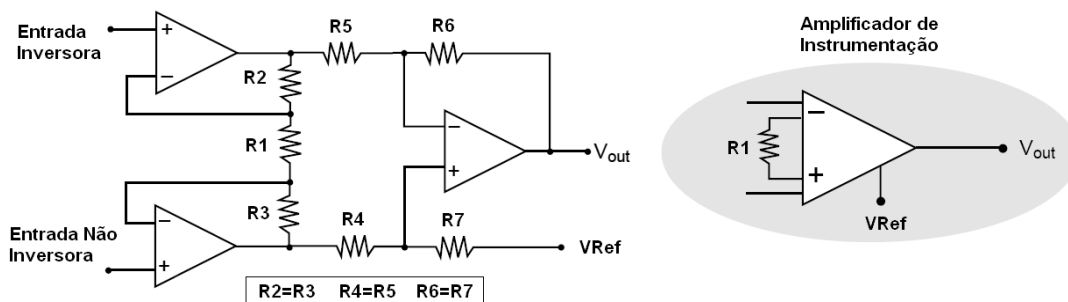 Entrada
Inversora
+
−
R2
R5
R6
R1
−
+
Vout
R3
−
+
Entrada Não
Inversora
R4
R7
VRef
R2=R3 R4=R5 R6=R7
Amplificador de
Instrumentação
R1
−
+
Vout
VRef